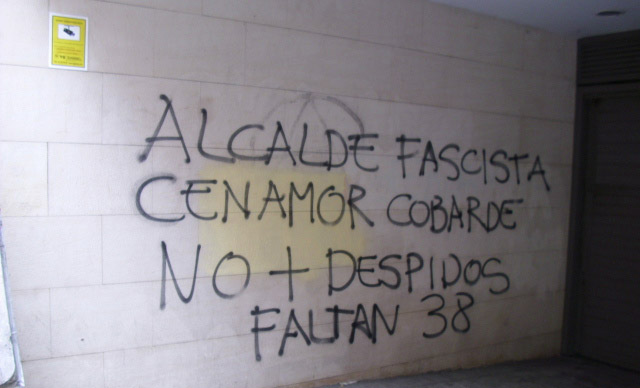 ALCALDE FASCISTA
CENAMOR COBARDE
NO + DESPIDOS
FALTAN 38